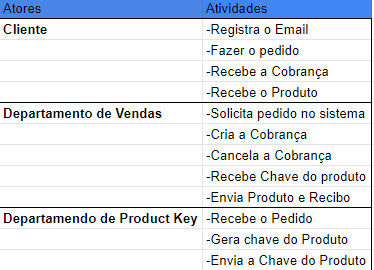 Atores Atividades
Cliente -Registra o Email
-Fazer o pedido
-Recebe a Cobrança
-Recebe o Produto
Departamento de Vendas -Solicita pedido no sistema
-Cria a Cobrança
-Cancela a Cobrança
-Recebe Chave do produto
-Envia Produto e Recibo
Departamendo de Product Key -Recebe o Pedido
-Gera chave do Produto
-Envia a Chave do Produto